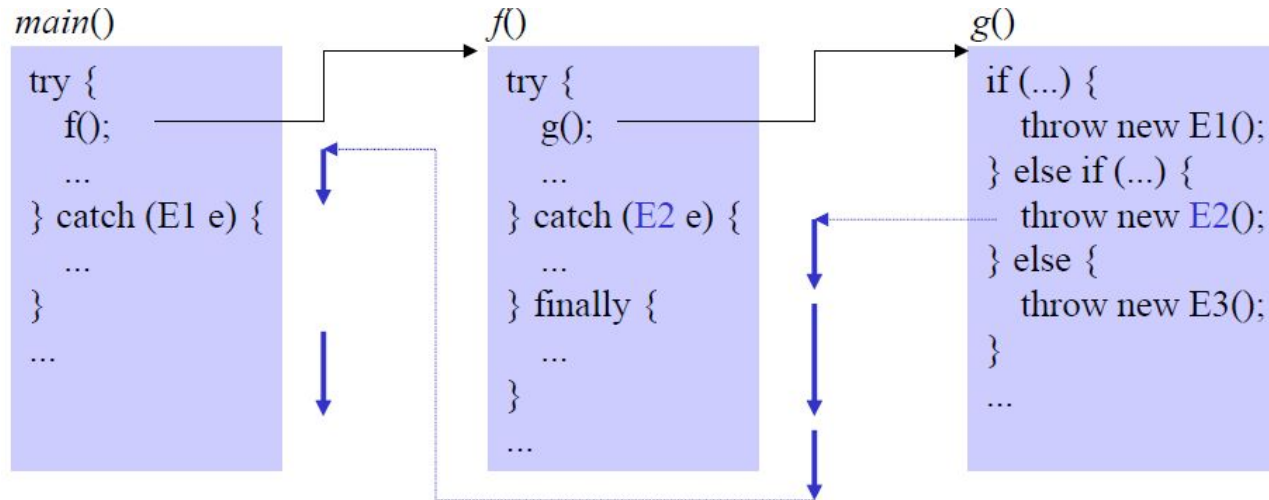 main()
try {
f();
...
} catch (E1 e) {
...
}
...
f()
try {
g();
...
} catch (E2 e) {
...
} finally {
...
}
...
g()
if (...) {
throw new E1();
} else if (...) {
throw new E2();
} else {
throw new E3();
}
...